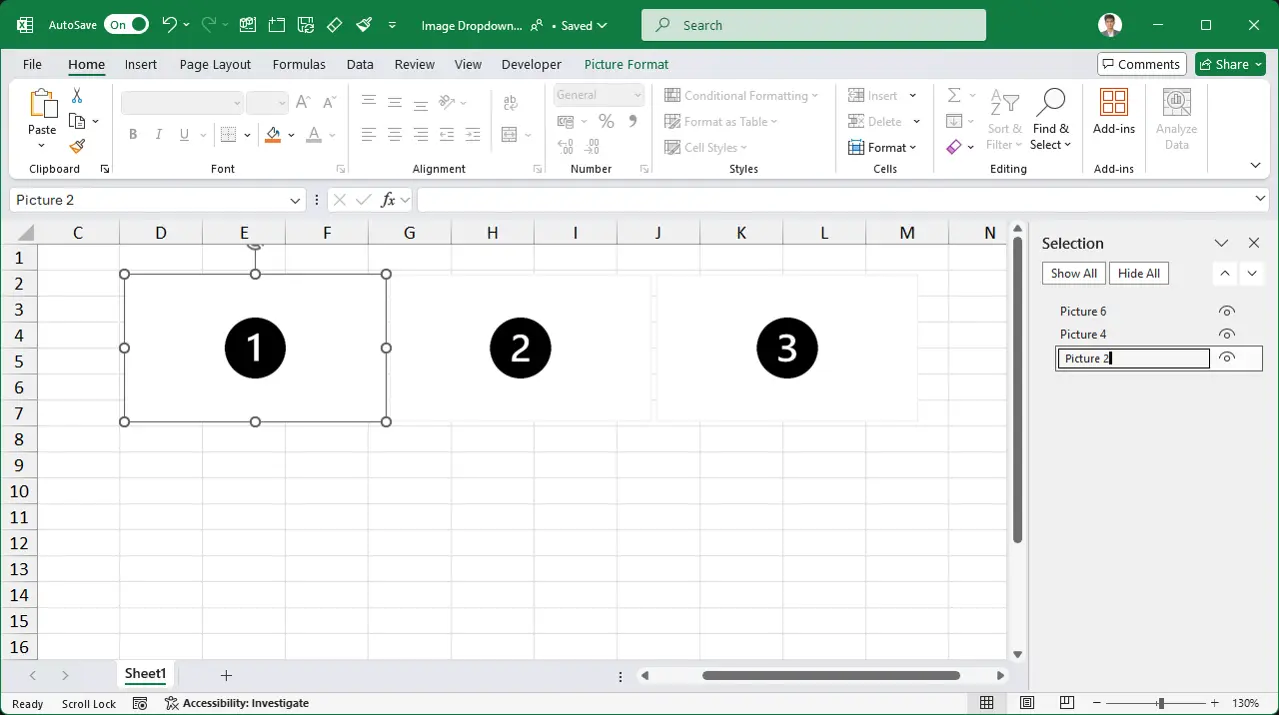 AutoSave On Image Dropdown... • Saved Search
File Home Insert Page Layout Formulas Data Review View Developer Picture Format Comments Share
General Conditional Formatting Insert
Paste Format as Table Delete Sort & Filter Find & Select Add-ins Analyze Data
B I U A ab % 9 Cell Styles Format
Clipboard Font Alignment Number Styles Cells Editing Add-ins
Picture 2 fx
C D E F G H I J K L M N
Selection
Show All Hide All
1
2
3
4
5
6
7
8
9
10
11
12
13
14
15
16
1 2 3
Picture 6
Picture 4
Picture 2
Sheet1
Ready Scroll Lock Accessibility: Investigate 130%